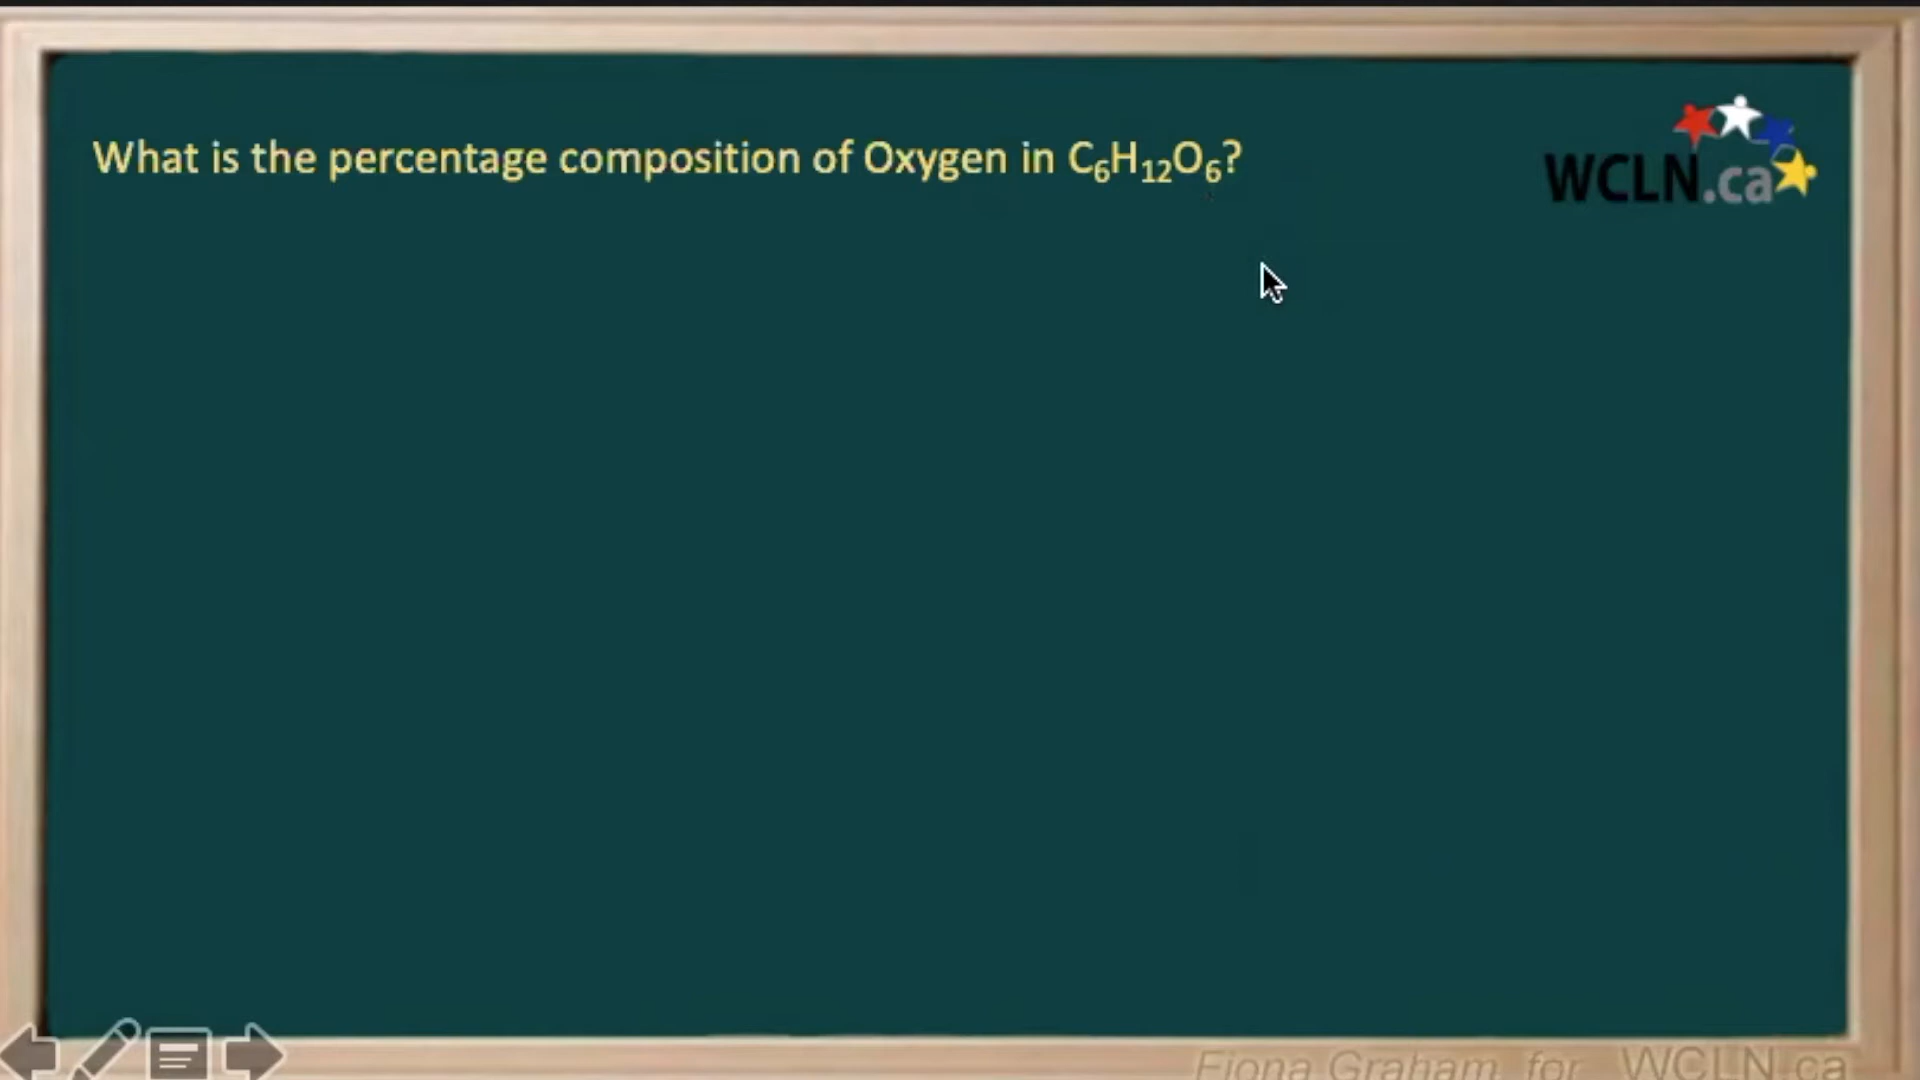 What is the percentage composition of Oxygen in C₆H₁₂O₆?
WCLN.ca
Fiona Graham for WCLN.ca